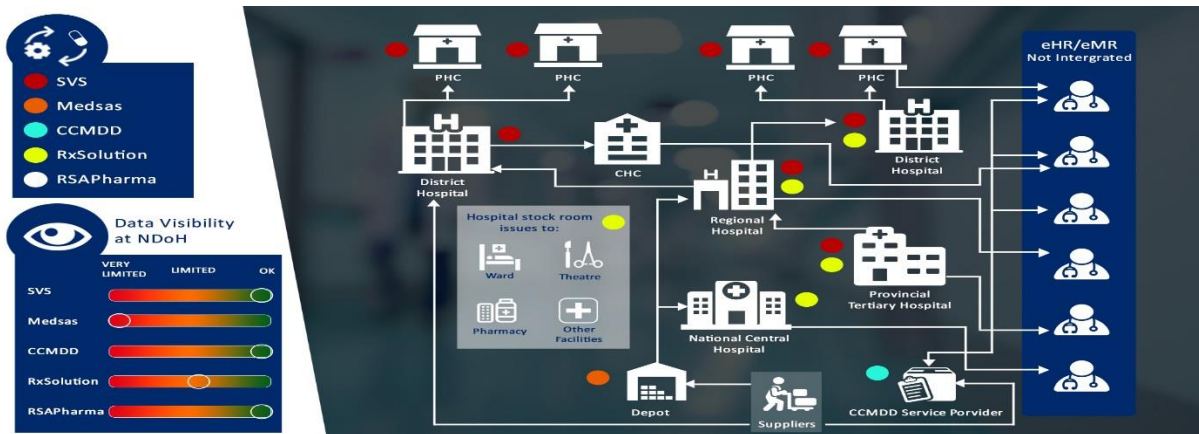 SVS
Medsas
CCMDD
RxSolution
RSAPharma
Data Visibility
at NDoH
VERY
LIMITED
LIMITED
OK
SVS
Medsas
CCMDD
RxSolution
RSAPharma
PHC
PHC
PHC
PHC
H
District
Hospital
CHC
H
District
Hospital
H
Regional
Hospital
Hospital stock room
issues to:
Ward
Theatre
Pharmacy
Other
Facilities
Provincial
Tertiary Hospital
National Central
Hospital
Depot
Suppliers
CCMDD Service Porvider
eHR/eMR
Not Intergrated